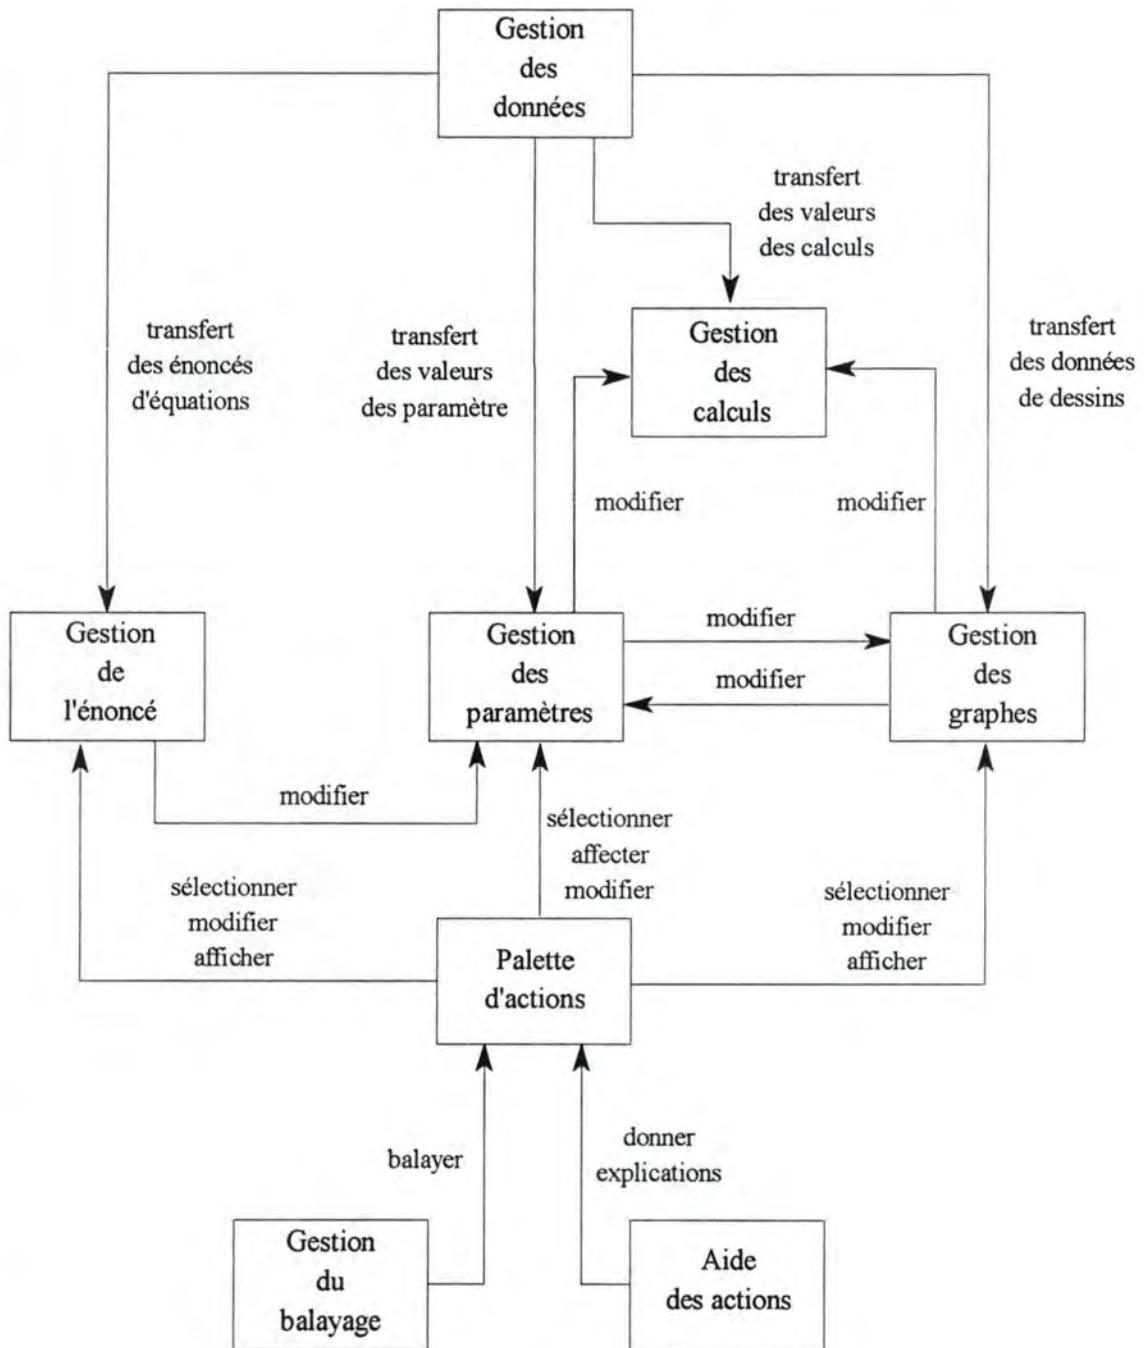 Gestion
des
données
transfert
des valeurs
des calculs
transfert
des énoncés
d'équations
transfert
des valeurs
des paramètre
Gestion
des
calculs
transfert
des données
de dessins
modifier
modifier
Gestion
de
l'énoncé
Gestion
des
paramètres
modifier
modifier
Gestion
des
graphes
modifier
sélectionner
affecter
modifier
sélectionner
modifier
afficher
sélectionner
modifier
afficher
Palette
d'actions
balayer
donner
explications
Gestion
du
balayage
Aide
des actions